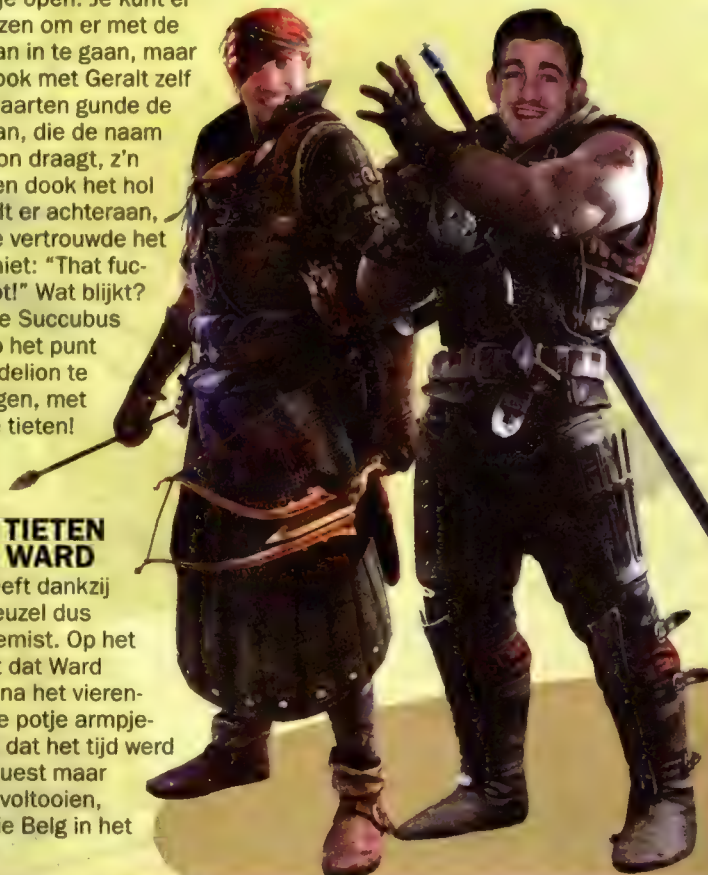 je open. Je kunt er
zen om er met de
an in te gaan, maar
ook met Geralt zelf
aarten gunde de
an, die de naam
on draagt, z'n
en dook het hol
lt er achteraan,
e vertrouwde het
niet: "That fuc-
ot!" Wat blijkt?
e Succubus
o het punt
delion te
gen, met
e tieten!
TIETEN
WARD
eft dankzij
euzel dus
emist. Op het
t dat Ward
na het vieren-
e potje armpje-
dat het tijd werd
uest maar
voltooien,
ie Belg in het